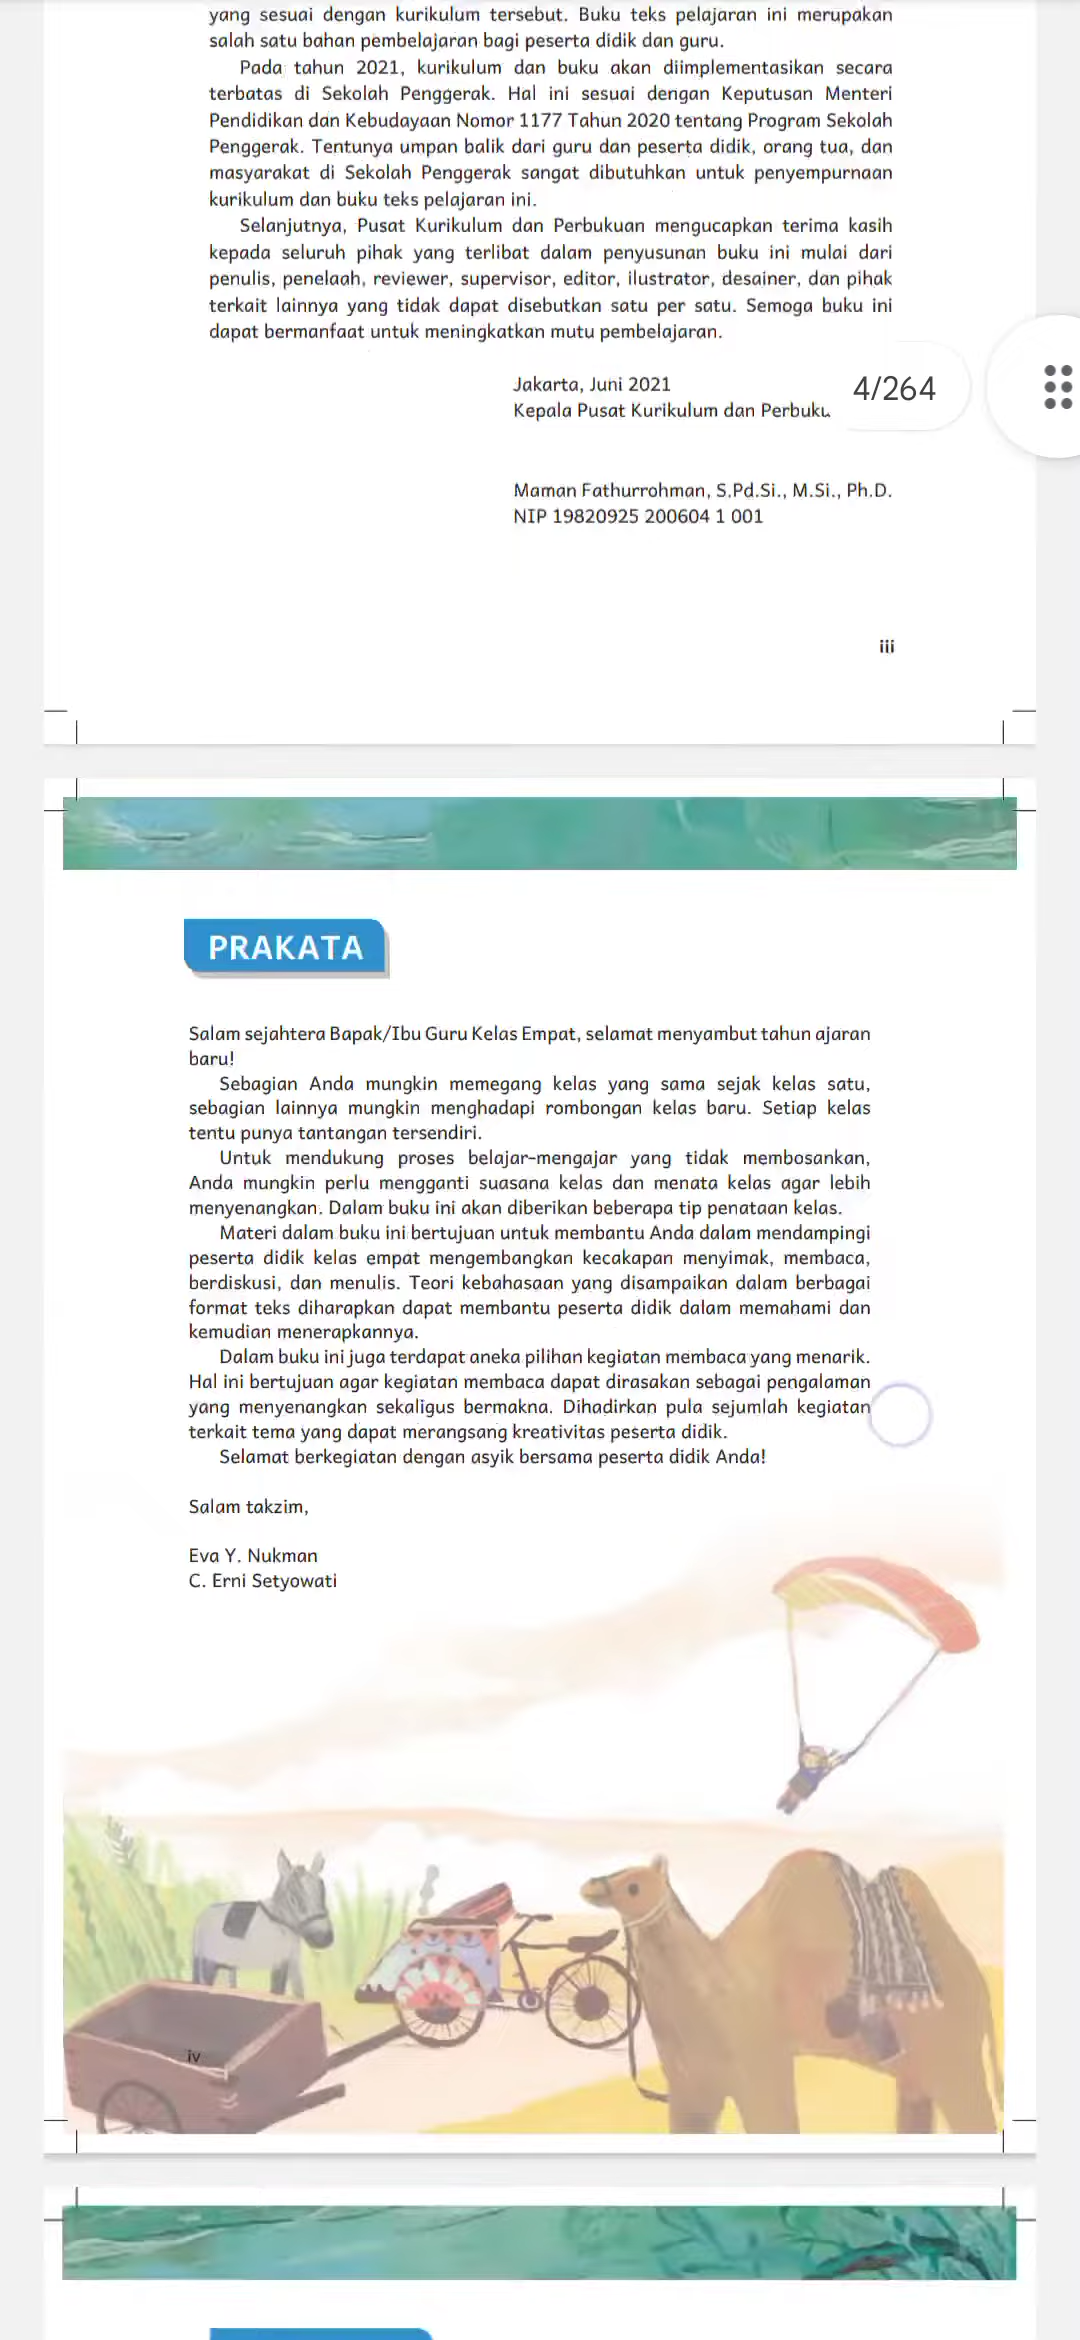 yang sesuai dengan kurikulum tersebut. Buku teks pelajaran ini merupakan
salah satu bahan pembelajaran bagi peserta didik dan guru.
Pada tahun 2021, kurikulum dan buku akan diimplementasikan secara
terbatas di Sekolah Penggerak. Hal ini sesuai dengan Keputusan Menteri
Pendidikan dan Kebudayaan Nomor 1177 Tahun 2020 tentang Program Sekolah
Penggerak. Tentunya umpan balik dari guru dan peserta didik, orang tua, dan
masyarakat di Sekolah Penggerak sangat dibutuhkan untuk penyempurnaan
kurikulum dan buku teks pelajaran ini.
Selanjutnya, Pusat Kurikulum dan Perbukuan mengucapkan terima kasih
kepada seluruh pihak yang terlibat dalam penyusunan buku ini mulai dari
penulis, penelaah, reviewer, supervisor, editor, ilustrator, desainer, dan pihak
terkait lainnya yang tidak dapat disebutkan satu per satu. Semoga buku ini
dapat bermanfaat untuk meningkatkan mutu pembelajaran.
Jakarta, Juni 2021
4/264
Kepala Pusat Kurikulum dan Perbuku
Maman Fathurrohman, S.Pd.Si., M.Si., Ph.D.
NIP 19820925 200604 1 001
iii
PRAKATA
Salam sejahtera Bapak/Ibu Guru Kelas Empat, selamat menyambut tahun ajaran
baru!
Sebagian Anda mungkin memegang kelas yang sama sejak kelas satu,
sebagian lainnya mungkin menghadapi rombongan kelas baru. Setiap kelas
tentu punya tantangan tersendiri.
Untuk mendukung proses belajar-mengajar yang tidak membosankan,
Anda mungkin perlu mengganti suasana kelas dan menata kelas agar lebih
menyenangkan. Dalam buku ini akan diberikan beberapa tip penataan kelas.
Materi dalam buku ini bertujuan untuk membantu Anda dalam mendampingi
peserta didik kelas empat mengembangkan kecakapan menyimak, membaca,
berdiskusi, dan menulis. Teori kebahasaan yang disampaikan dalam berbagai
format teks diharapkan dapat membantu peserta didik dalam memahami dan
kemudian menerapkannya.
Dalam buku ini juga terdapat aneka pilihan kegiatan membaca yang menarik.
Hal ini bertujuan agar kegiatan membaca dapat dirasakan sebagai pengalaman
yang menyenangkan sekaligus bermakna. Dihadirkan pula sejumlah kegiatan
terkait tema yang dapat merangsang kreativitas peserta didik.
Selamat berkegiatan dengan asyik bersama peserta didik Anda!
Salam takzim,
Eva Y. Nukman
C. Erni Setyowati
iv